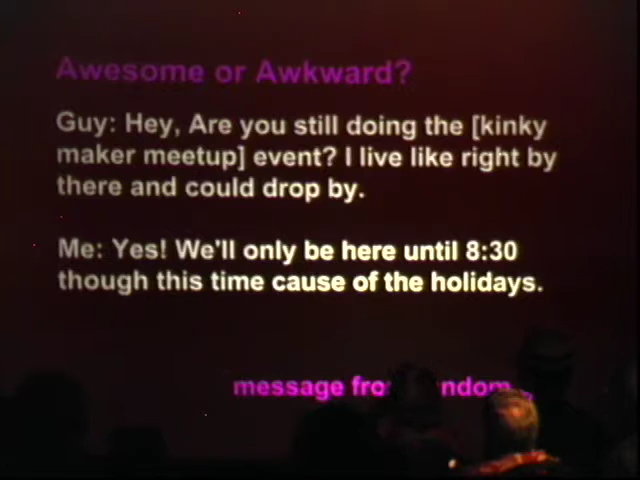 Awesome or Awkward?
Guy: Hey, Are you still doing the [kinky
maker meetup] event? I live like right by
there and could drop by.
Me: Yes! We'll only be here until 8:30
though this time cause of the holidays.
message